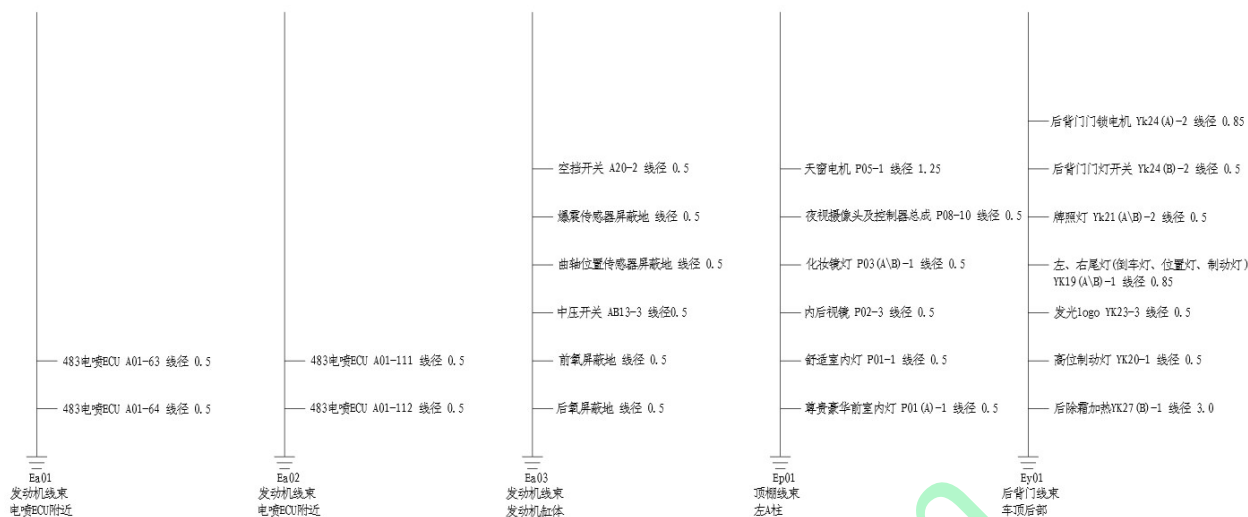 483电喷ECU A01-63 线径 0.5
483电喷ECU A01-64 线径 0.5
Ea01
发动机线束
电喷ECU附近
483电喷ECU A01-111 线径 0.5
483电喷ECU A01-112 线径 0.5
Ea02
发动机线束
电喷ECU附近
空挡开关 A20-2 线径 0.5
爆震传感器屏蔽地 线径 0.5
曲轴位置传感器屏蔽地 线径 0.5
中压开关 AB13-3 线径0.5
前氧屏蔽地 线径 0.5
后氧屏蔽地 线径 0.5
Ea03
发动机线束
发动机缸体
天窗电机 P05-1 线径 1.25
夜视摄像头及控制器总成 P08-10 线径 0.5
化妆镜灯 P03(A\B)-1 线径 0.5
内后视镜 P02-3 线径 0.5
舒适室内灯 P01-1 线径 0.5
尊贵豪华前室内灯 P01(A)-1 线径 0.5
Ep01
顶棚线束
左A柱
后背门门锁电机 Yk24(A)-2 线径 0.85
后背门门灯开关 Yk24(B)-2 线径 0.5
牌照灯 Yk21(A\B)-2 线径 0.5
左、右尾灯(倒车灯、位置灯、制动灯)
YK19(A\B)-1 线径 0.85
发光logo YK23-3 线径 0.5
高位制动灯 YK20-1 线径 0.5
后除霜加热YK27(B)-1 线径 3.0
Ey01
后背门线束
车顶后部